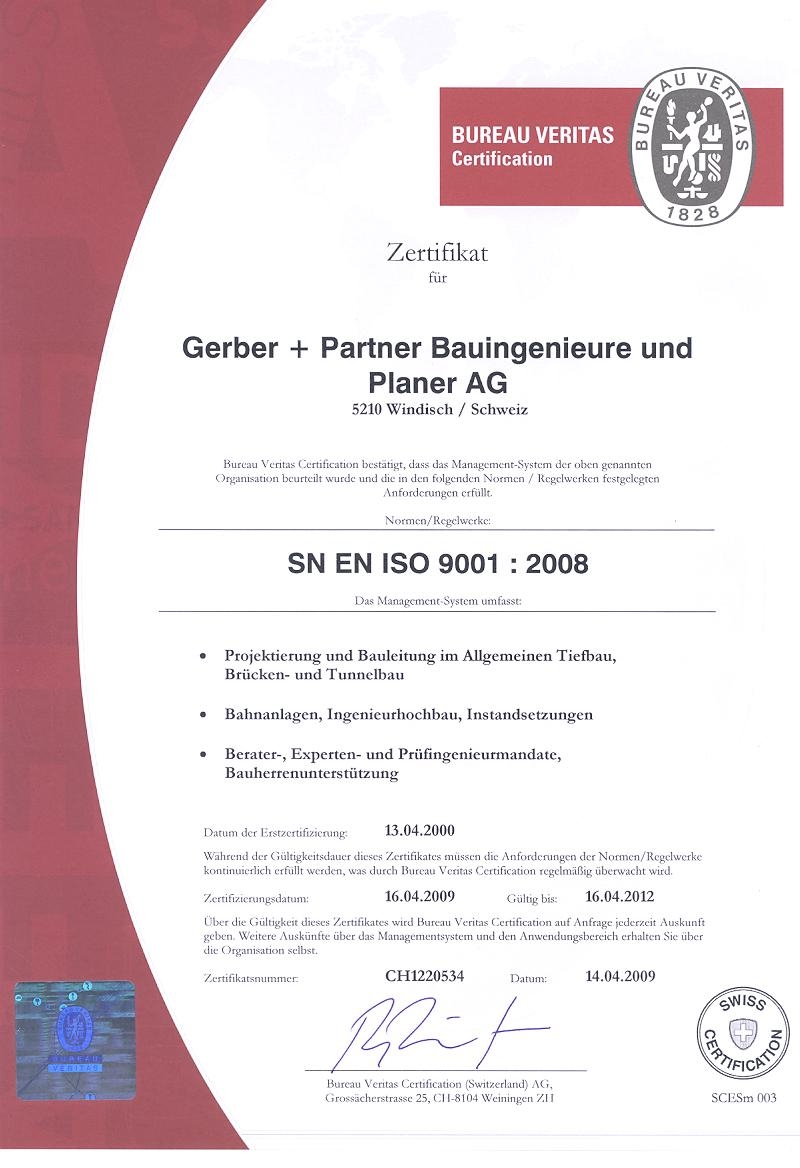 BUREAU VERITAS
Certification
BUREAU VERITAS
1828
Zertifikat
für
Gerber + Partner Bauingenieure und
Planer AG
5210 Windisch / Schweiz
Bureau Veritas Certification bestätigt, dass das Management-System der oben genannten
Organisation beurteilt wurde und die in den folgenden Normen / Regelwerken festgelegten
Anforderungen erfüllt.
Normen/Regelwerke:
SN EN ISO 9001 : 2008
Das Management-System umfasst:
• Projektierung und Bauleitung im Allgemeinen Tiefbau,
Brücken- und Tunnelbau
• Bahnanlagen, Ingenieurhochbau, Instandsetzungen
• Berater-, Experten- und Prüfingenieurmandate,
Bauherrenunterstützung
Datum der Erstzertifizierung: 13.04.2000
Während der Gültigkeitsdauer dieses Zertifikates müssen die Anforderungen der Normen/Regelwerke
kontinuierlich erfüllt werden, was durch Bureau Veritas Certification regelmäßig überwacht wird.
Zertifizierungsdatum: 16.04.2009 Gültig bis: 16.04.2012
Über die Gültigkeit dieses Zertifikates wird Bureau Veritas Certification auf Anfrage jederzeit Auskunft
geben. Weitere Auskünfte über das Managementsystem und den Anwendungsbereich erhalten Sie über
die Organisation selbst.
Zertifikatsnummer: CH1220534 Datum: 14.04.2009
Bureau Veritas Certification (Switzerland) AG,
Grossächerstrasse 25, CH-8104 Weiningen ZH
BUREAU
VERITAS
SWISS
CERTIFICATION
SCESm 003